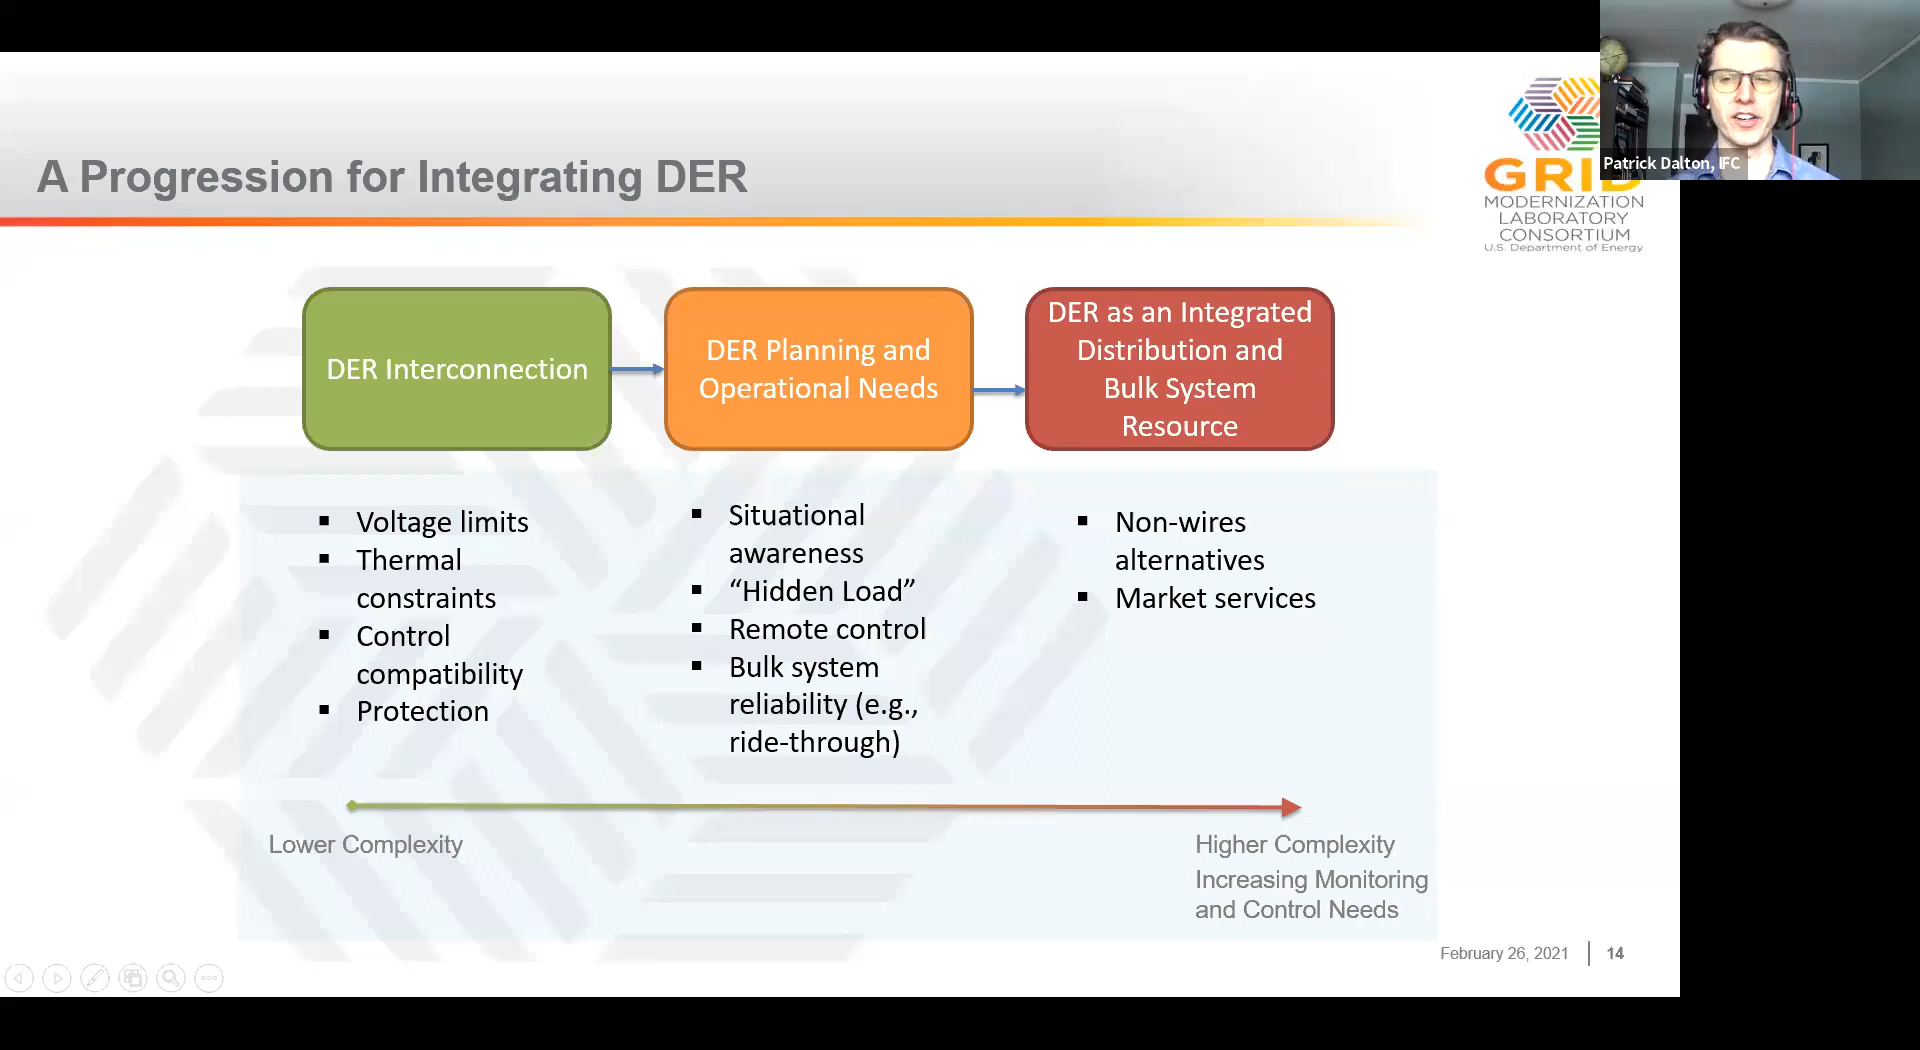 A Progression for Integrating DER
Patrick Dalton, IFC
GRID
MODERNIZATION
LABORATORY
CONSORTIUM
U.S. Department of Energy
DER Interconnection
DER Planning and
Operational Needs
DER as an Integrated
Distribution and
Bulk System
Resource
▪ Voltage limits
▪ Thermal
constraints
▪ Control
compatibility
▪ Protection
▪ Situational
awareness
▪ “Hidden Load”
▪ Remote control
▪ Bulk system
reliability (e.g.,
ride-through)
▪ Non-wires
alternatives
▪ Market services
Lower Complexity
Higher Complexity
Increasing Monitoring
and Control Needs
February 26, 2021 | 14